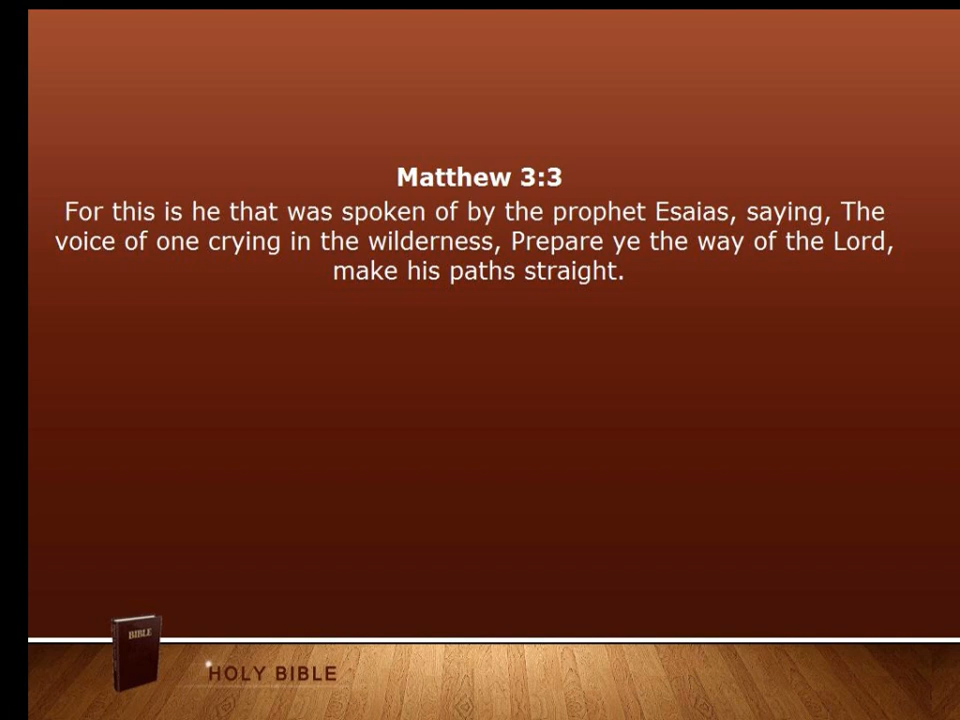 Matthew 3:3
For this is he that was spoken of by the prophet Esaias, saying, The
voice of one crying in the wilderness, Prepare ye the way of the Lord,
make his paths straight.
BIBLE
HOLY BIBLE